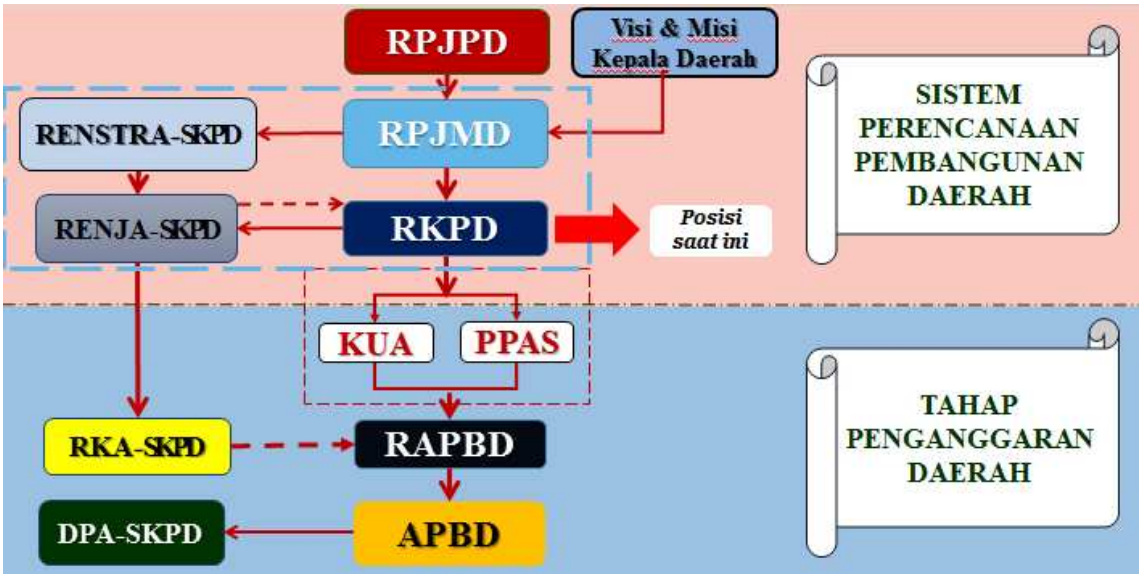 RPJPD
Visi & Misi
Kepala Daerah
SISTEM
PERENCANAAN
PEMBANGUNAN
DAERAH
RENSTRA-SKPD
RPJMD
RENJA-SKPD
RKPD
Posisi
saat ini
KUA
PPAS
TAHAP
PENGANGGARAN
DAERAH
RKA-SKPD
RAPBD
DPA-SKPD
APBD